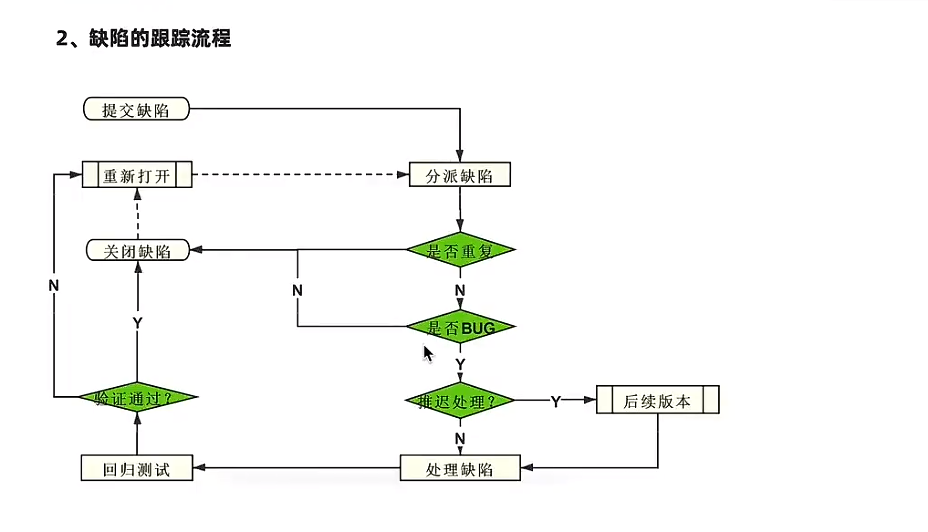 2、缺陷的跟踪流程
提交缺陷
重新打开
分派缺陷
关闭缺陷
是否重复
N
N
N
是否BUG
Y
Y
验证通过?
推迟处理?
Y
后续版本
N
回归测试
处理缺陷